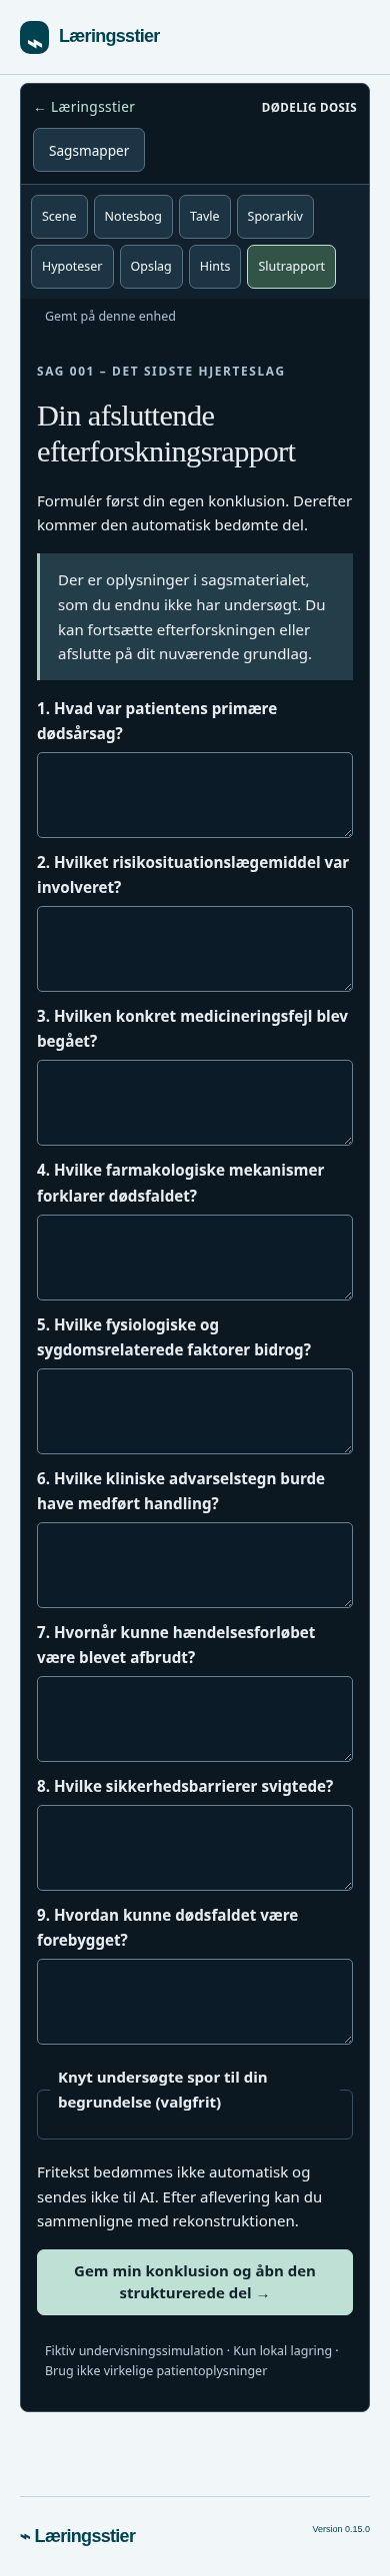 Læringsstier
← Læringsstier
DØDELIG DOSIS
Sagsmapper
Scene
Notesbog
Tavle
Sporarkiv
Hypoteser
Opslag
Hints
Slutrapport
Gemt på denne enhed
SAG 001 – DET SIDSTE HJERTESLAG
Din afsluttende
efterforskningsrapport
Formulér først din egen konklusion. Derefter
kommer den automatisk bedømte del.
Der er oplysninger i sagsmaterialet,
som du endnu ikke har undersøgt. Du
kan fortsætte efterforskningen eller
afslutte på dit nuværende grundlag.
1. Hvad var patientens primære
dødsårsag?
2. Hvilket risikosituationslægemiddel var
involveret?
3. Hvilken konkret medicineringsfejl blev
begået?
4. Hvilke farmakologiske mekanismer
forklarer dødsfaldet?
5. Hvilke fysiologiske og
sygdomsrelaterede faktorer bidrog?
6. Hvilke kliniske advarselstegn burde
have medført handling?
7. Hvornår kunne hændelsesforløbet
være blevet afbrudt?
8. Hvilke sikkerhedsbarrierer svigtede?
9. Hvordan kunne dødsfaldet være
forebygget?
Knyt undersøgte spor til din
begrundelse (valgfrit)
Fritekst bedømmes ikke automatisk og
sendes ikke til AI. Efter aflevering kan du
sammenligne med rekonstruktionen.
Gem min konklusion og åbn den
strukturerede del →
Fiktiv undervisningssimulation · Kun lokal lagring ·
Brug ikke virkelige patientoplysninger
Læringsstier
Version 0.15.0